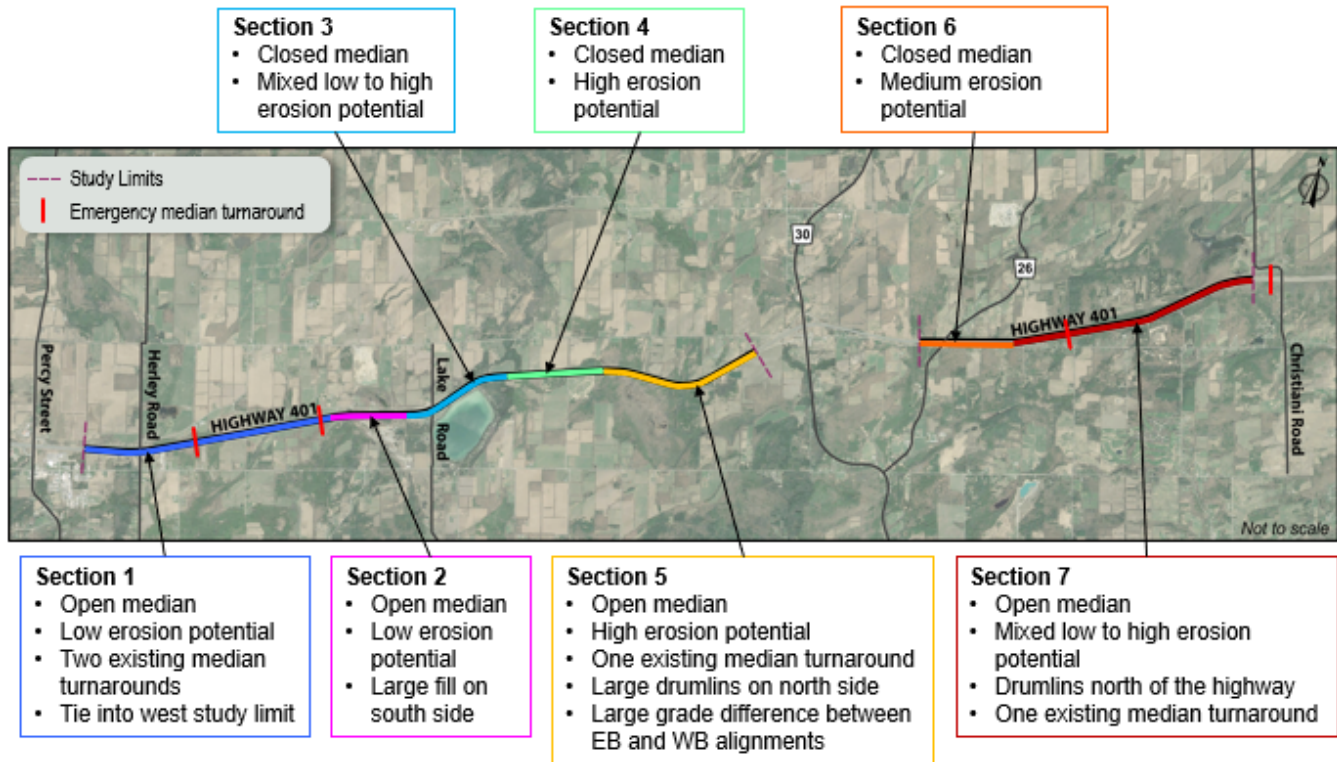 Section 3
• Closed median
• Mixed low to high
erosion potential
Section 4
• Closed median
• High erosion
potential
Section 6
• Closed median
• Medium erosion
potential
Study Limits
Emergency median turnaround
N
30
26
Percy Street
Herley Road
HIGHWAY 401
Lake Road
HIGHWAY 401
Christiani Road
Not to scale
Section 1
• Open median
• Low erosion potential
• Two existing median
turnarounds
• Tie into west study limit
Section 2
• Open median
• Low erosion
potential
• Large fill on
south side
Section 5
• Open median
• High erosion potential
• One existing median turnaround
• Large drumlins on north side
• Large grade difference between
EB and WB alignments
Section 7
• Open median
• Mixed low to high erosion
potential
• Drumlins north of the highway
• One existing median turnaround